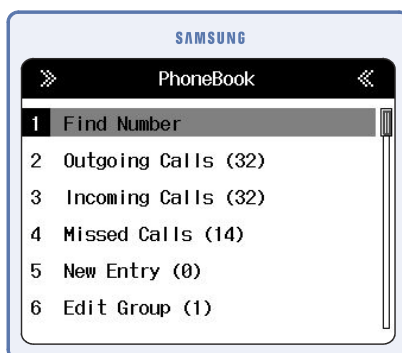 SAMSUNG
PhoneBook
1 Find Number
2 Outgoing Calls (32)
3 Incoming Calls (32)
4 Missed Calls (14)
5 New Entry (0)
6 Edit Group (1)